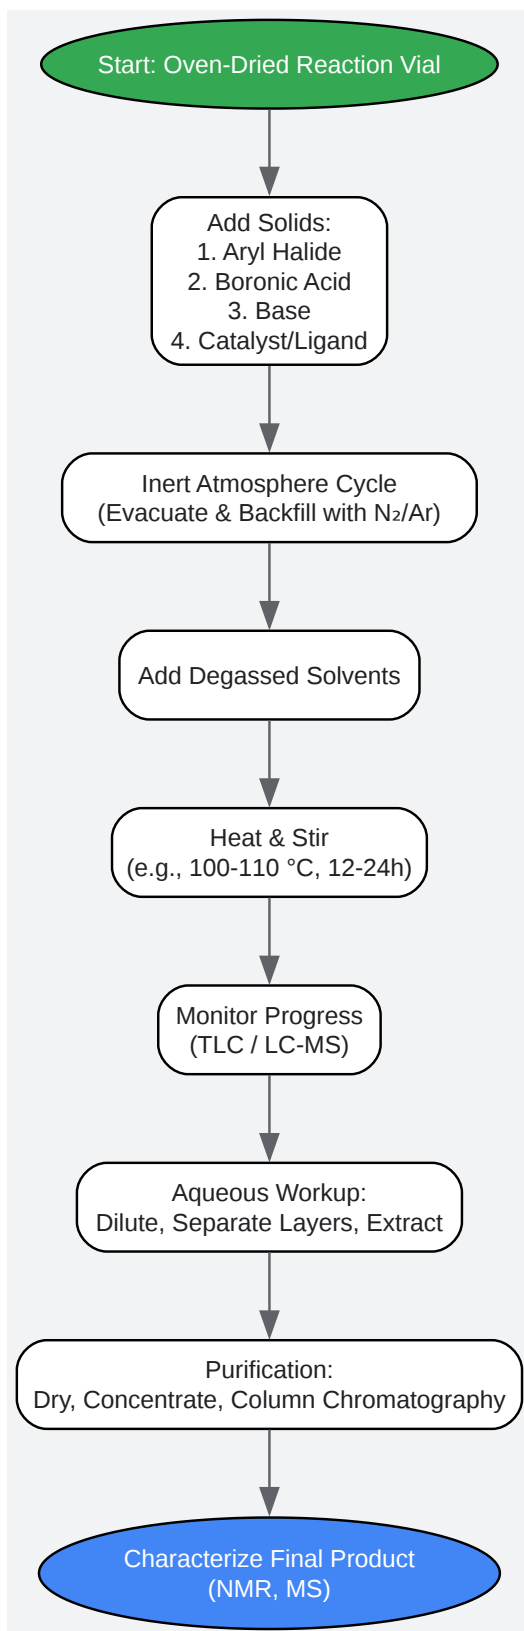 Start: Oven-Dried Reaction Vial
Add Solids:
1. Aryl Halide
2. Boronic Acid
3. Base
4. Catalyst/Ligand
Inert Atmosphere Cycle
(Evacuate & Backfill with N₂/Ar)
Add Degassed Solvents
Heat & Stir
(e.g., 100-110 °C, 12-24h)
Monitor Progress
(TLC / LC-MS)
Aqueous Workup:
Dilute, Separate Layers, Extract
Purification:
Dry, Concentrate, Column Chromatography
Characterize Final Product
(NMR, MS)